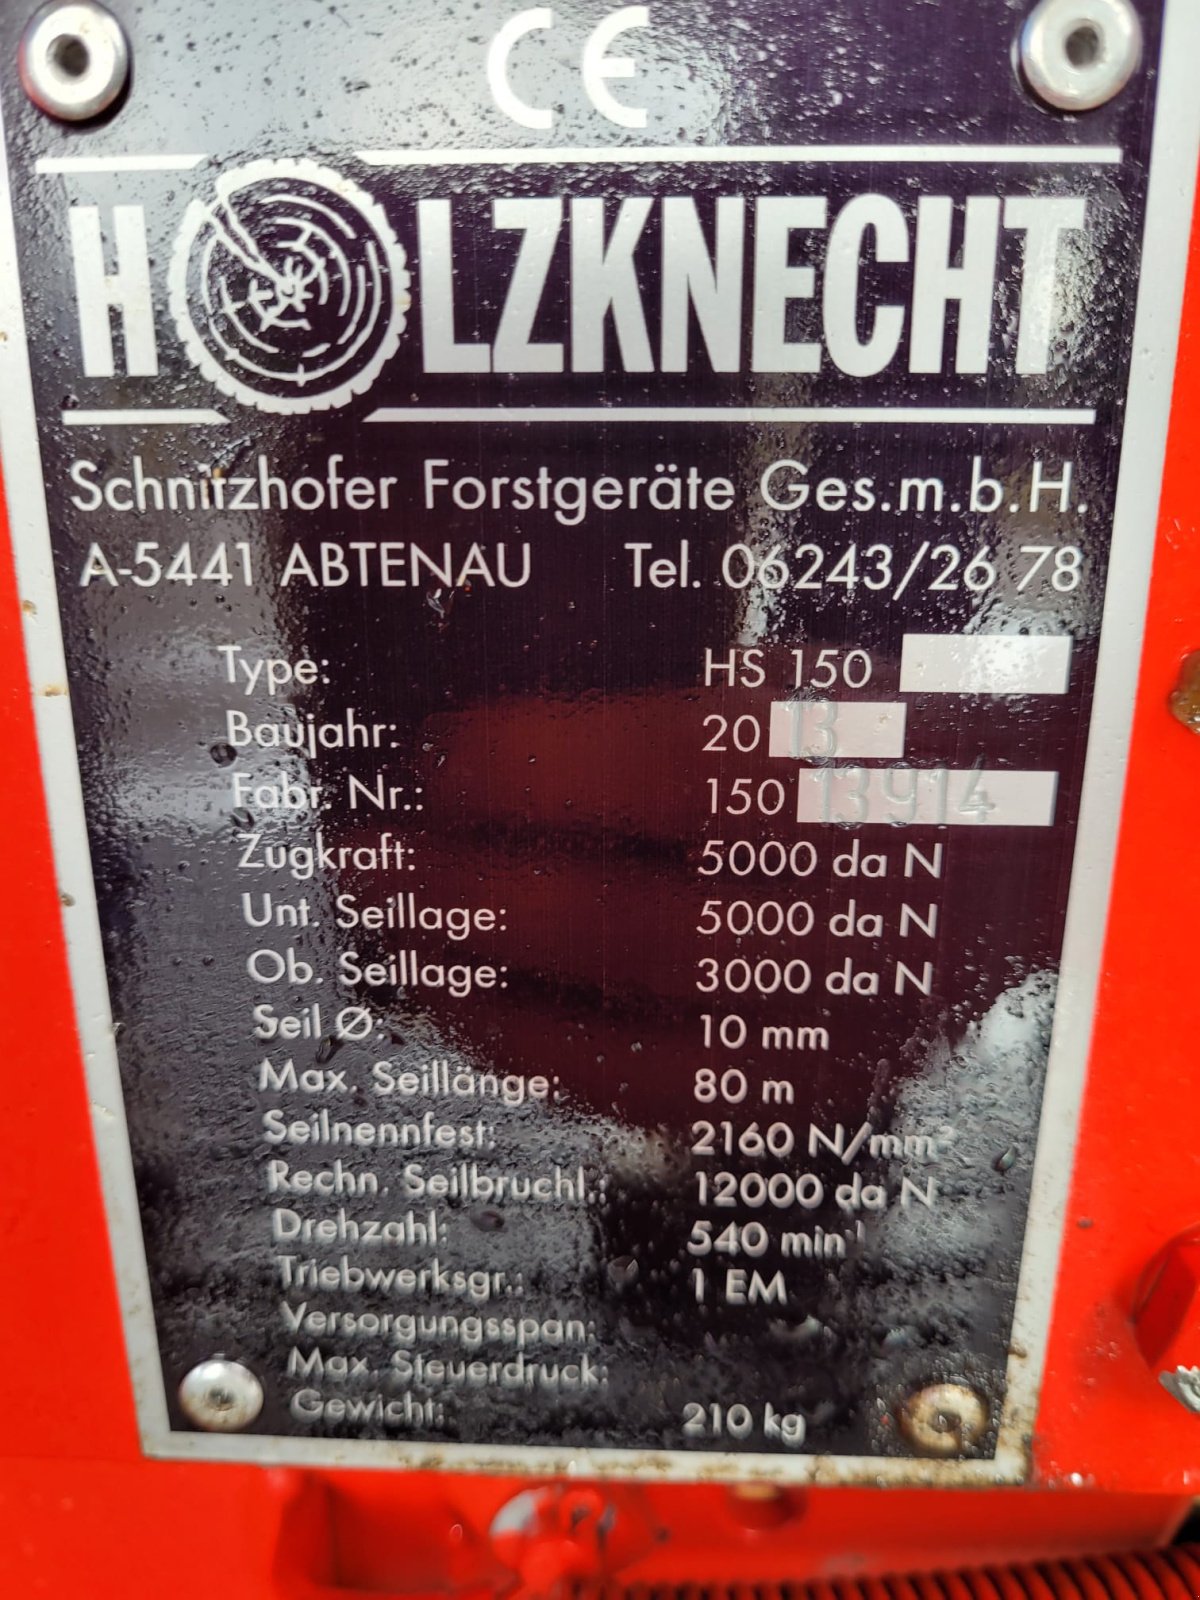 CE
HOLZKNECHT
Schnitzhofer Forstgeräte Ges.m.b.H.
A-5441 ABTENAU Tel. 06243/26 78
Type: HS 150
Baujahr: 20 13
Fabr. Nr.: 150 13914
Zugkraft: 5000 da N
Unt. Seillage: 5000 da N
Ob. Seillage: 3000 da N
Seil Ø: 10 mm
Max. Seillänge: 80 m
Seilnennfest: 2160 N/mm²
Rechn. Seilbruchl.: 12000 da N
Drehzahl: 540 min⁻¹
Triebwerksgr.: 1 EM
Versorgungsspan:
Max. Steuerdruck:
Gewicht: 210 kg